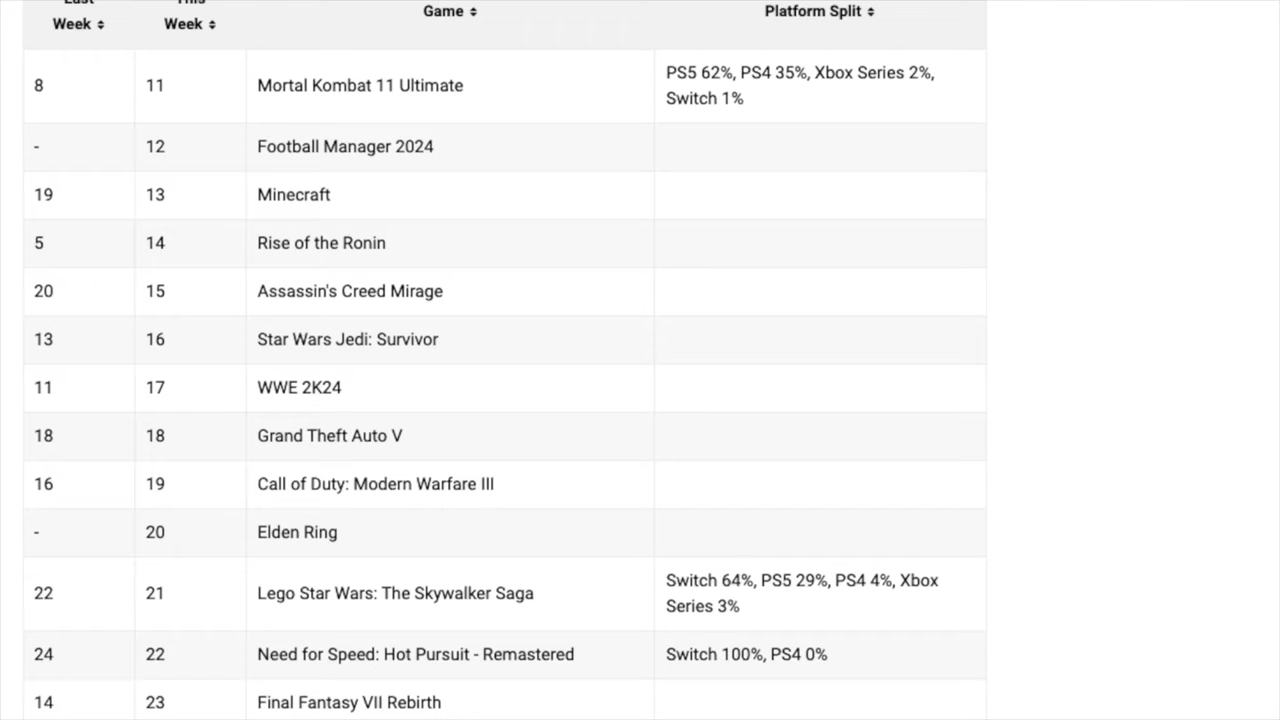 Last This
Week Week Game Platform Split
8 11 Mortal Kombat 11 Ultimate PS5 62%, PS4 35%, Xbox Series 2%,
Switch 1%
- 12 Football Manager 2024
19 13 Minecraft
5 14 Rise of the Ronin
20 15 Assassin's Creed Mirage
13 16 Star Wars Jedi: Survivor
11 17 WWE 2K24
18 18 Grand Theft Auto V
16 19 Call of Duty: Modern Warfare III
- 20 Elden Ring
22 21 Lego Star Wars: The Skywalker Saga Switch 64%, PS5 29%, PS4 4%, Xbox
Series 3%
24 22 Need for Speed: Hot Pursuit - Remastered Switch 100%, PS4 0%
14 23 Final Fantasy VII Rebirth